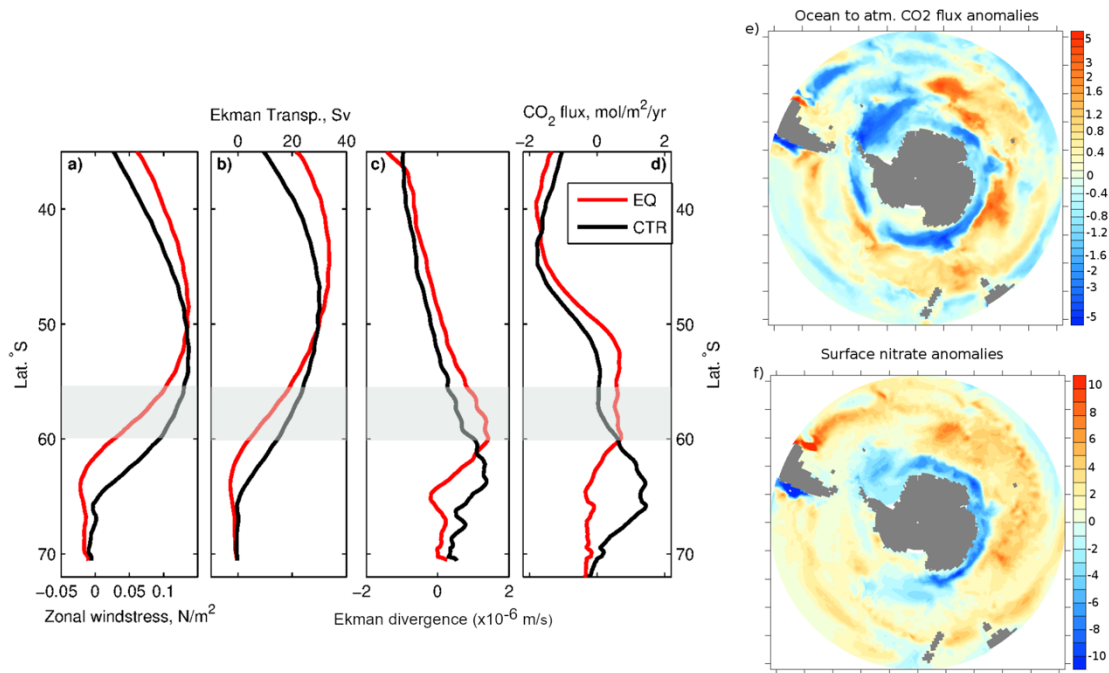 Ocean to atm. CO2 flux anomalies
e)
5
3
2
1.6
1.2
0.8
0.4
0
-0.4
-0.8
-1.2
-1.6
-2
-3
-5
Ekman Transp., Sv
0 20 40
CO2 flux, mol/m2/yr
−2 0 2
a)
b)
c)
d)
EQ
CTR
40
50
60
70
Lat. °S
40
50
60
70
Lat. °S
−0.05 0 0.05 0.1
Zonal windstress, N/m2
−2 0 2
Ekman divergence (x10-6 m/s)
Surface nitrate anomalies
f)
10
8
6
4
2
0
-2
-4
-6
-8
-10